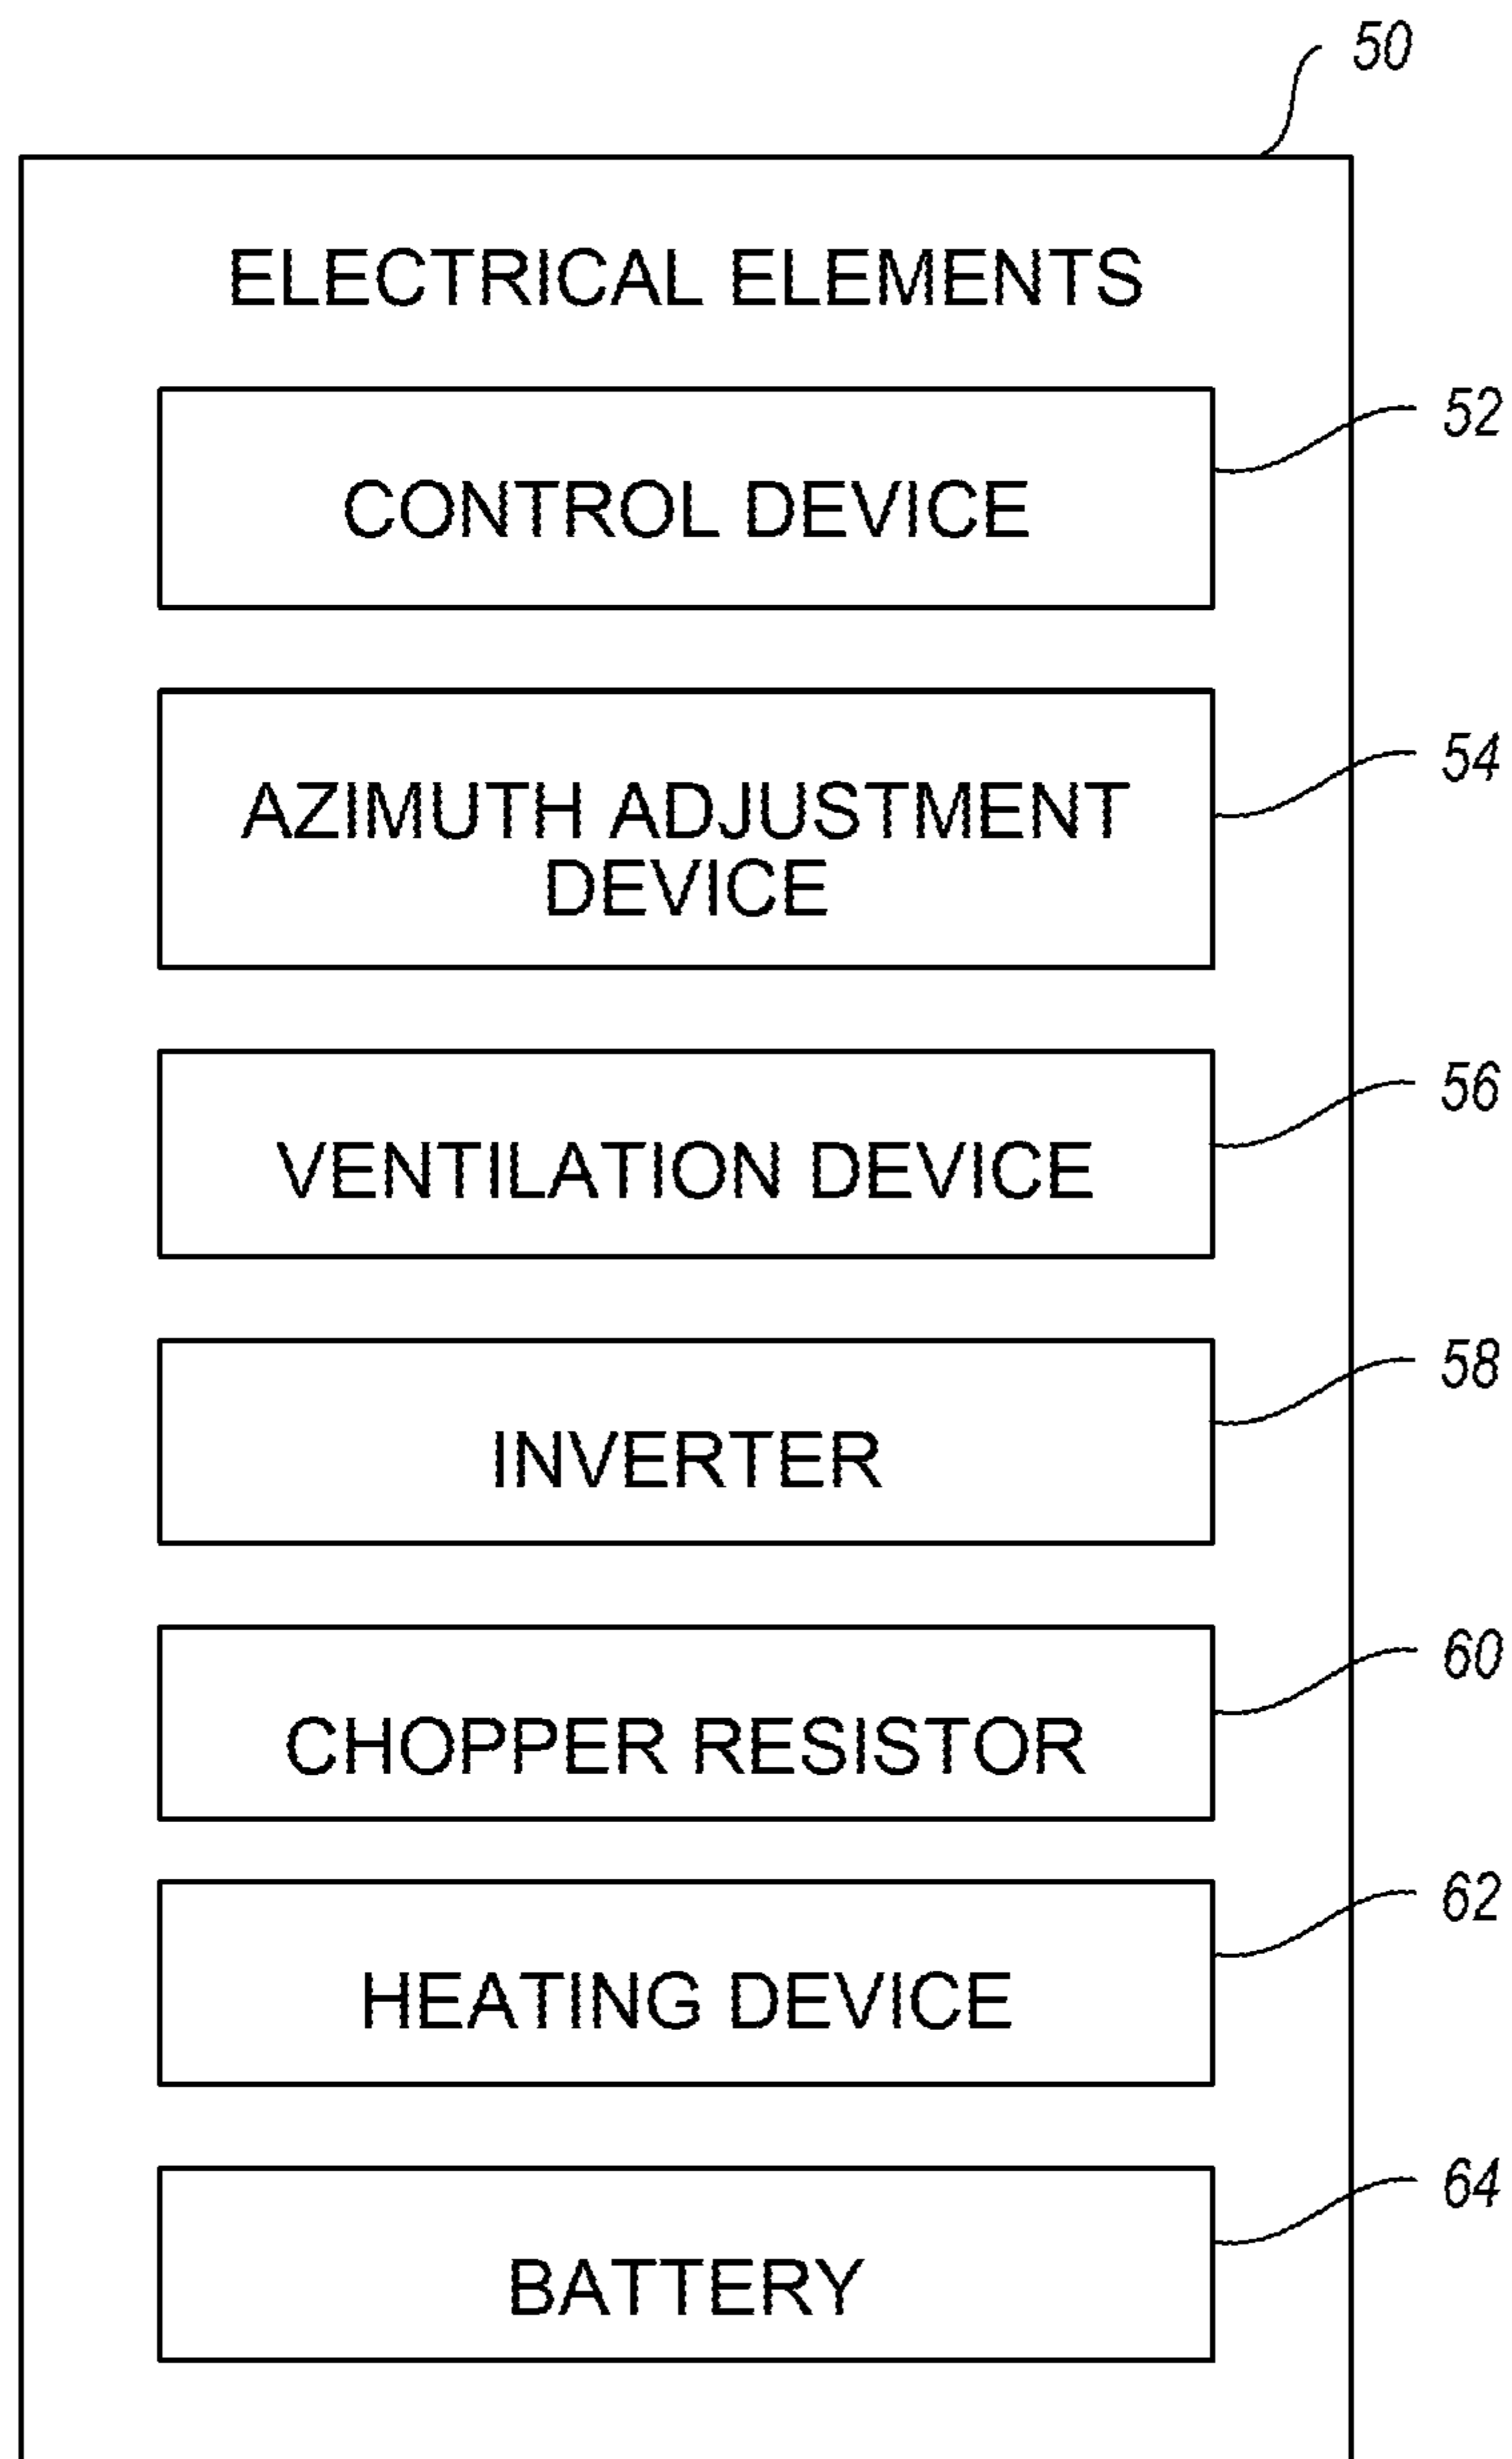 50
ELECTRICAL ELEMENTS
CONTROL DEVICE
52
AZIMUTH ADJUSTMENT
DEVICE
54
VENTILATION DEVICE
56
INVERTER
58
CHOPPER RESISTOR
60
HEATING DEVICE
62
BATTERY
64